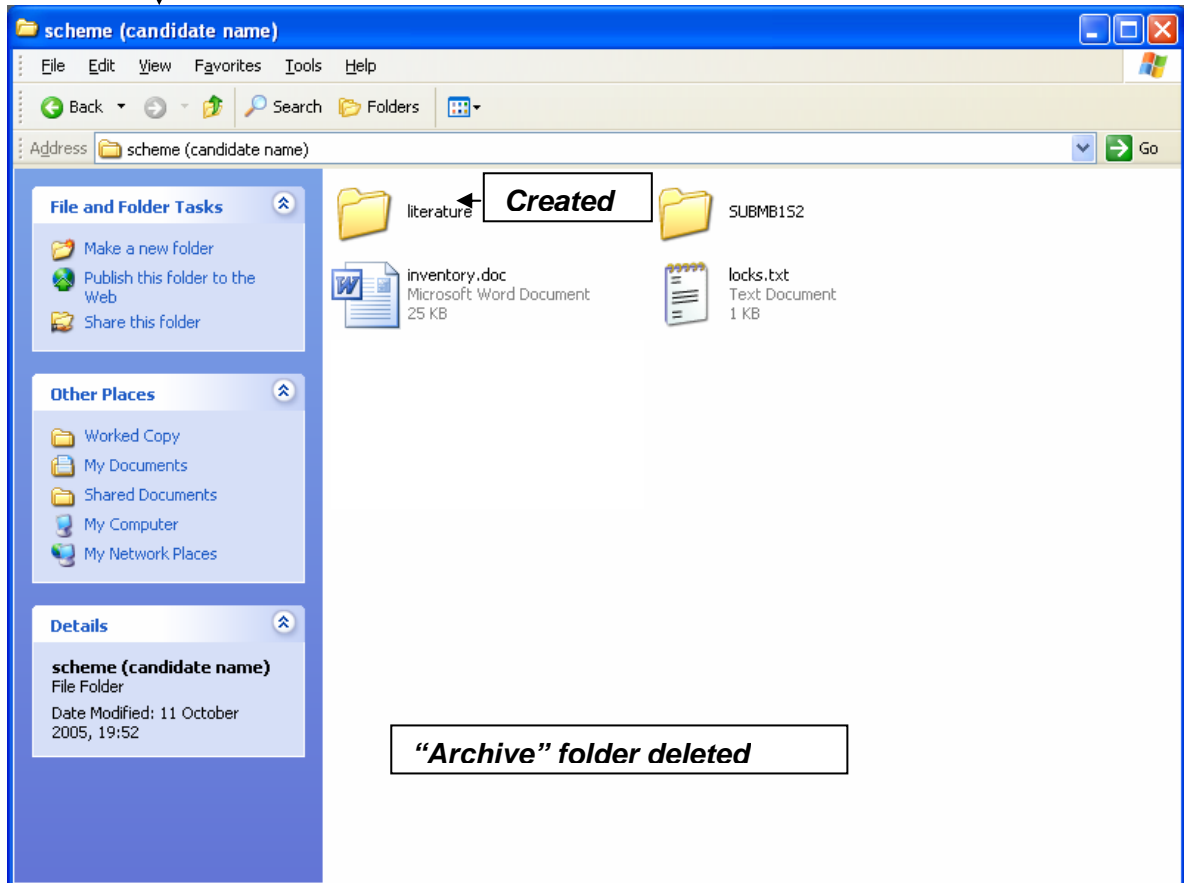 scheme (candidate name)
File Edit View Favorites Tools Help
Back Search Folders
Address scheme (candidate name) Go
File and Folder Tasks
Make a new folder
Publish this folder to the
Web
Share this folder
Other Places
Worked Copy
My Documents
Shared Documents
My Computer
My Network Places
Details
scheme (candidate name)
File Folder
Date Modified: 11 October
2005, 19:52
literature
Created
SUBMB1S2
inventory.doc
Microsoft Word Document
25 KB
locks.txt
Text Document
1 KB
“Archive” folder deleted